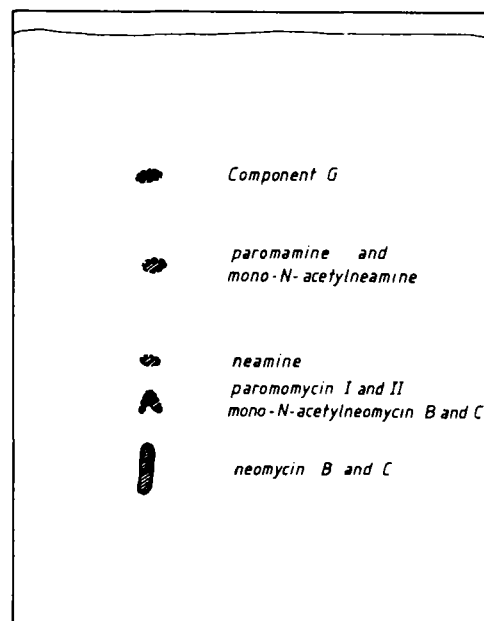 Component G
paromamine and
mono-N-acetylneamine
neamine
paromomycin I and II
mono-N-acetylneomycin B and C
neomycin B and C